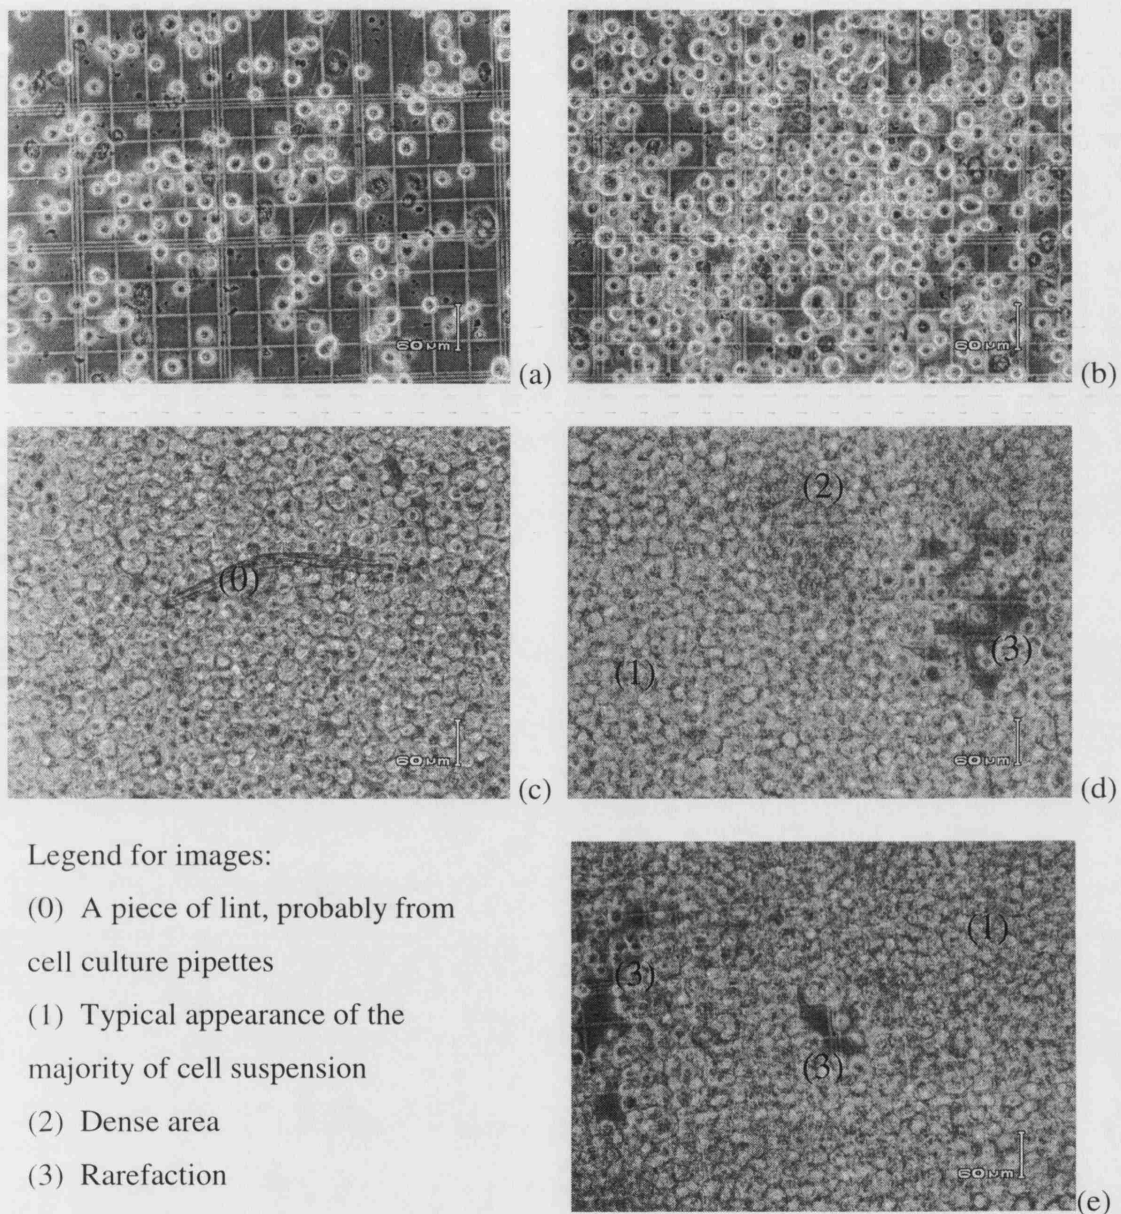 60 µm
(a)
60 µm
(b)
(0)
60 µm
(c)
(2)
(3)
(1)
60 µm
(d)
Legend for images:
(0) A piece of lint, probably from
cell culture pipettes
(1) Typical appearance of the
majority of cell suspension
(2) Dense area
(3) Rarefaction
(1)
(3)
(3)
60 µm
(e)